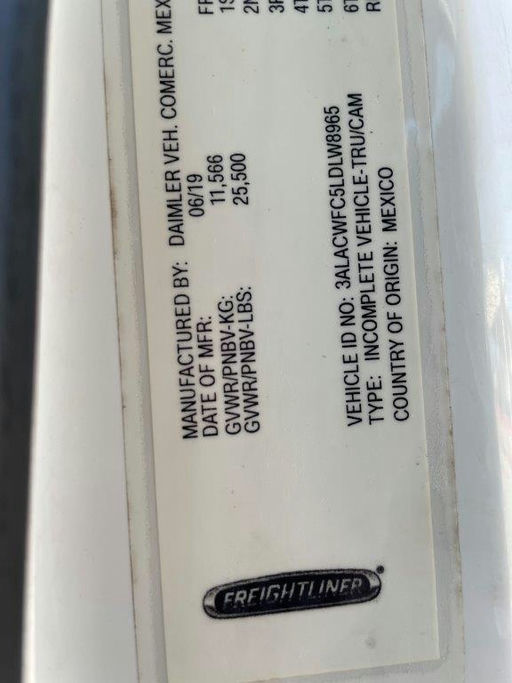 FREIGHTLINER®
MANUFACTURED BY: DAIMLER VEH. COMERC. MEX
DATE OF MFR: 06/19
GVWR/PNBV-KG: 11,566
GVWR/PNBV-LBS: 25,500
VEHICLE ID NO: 3ALACWFC5LDLW8965
TYPE: INCOMPLETE VEHICLE-TRU/CAM
COUNTRY OF ORIGIN: MEXICO